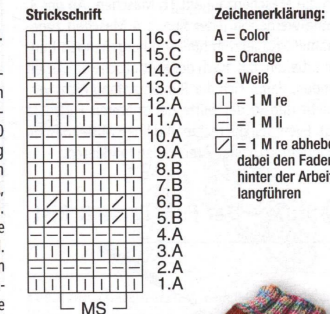 Strickschrift
16.C
15.C
14.C
13.C
12.A
11.A
10.A
9.A
8.B
7.B
6.B
5.B
4.A
3.A
2.A
1.A
MS
Zeichenerklärung:
A = Color
B = Orange
C = Weiß
= 1 M re
= 1 M li
= 1 M re abhebe
dabei den Faden
hinter der Arbeit
langführen